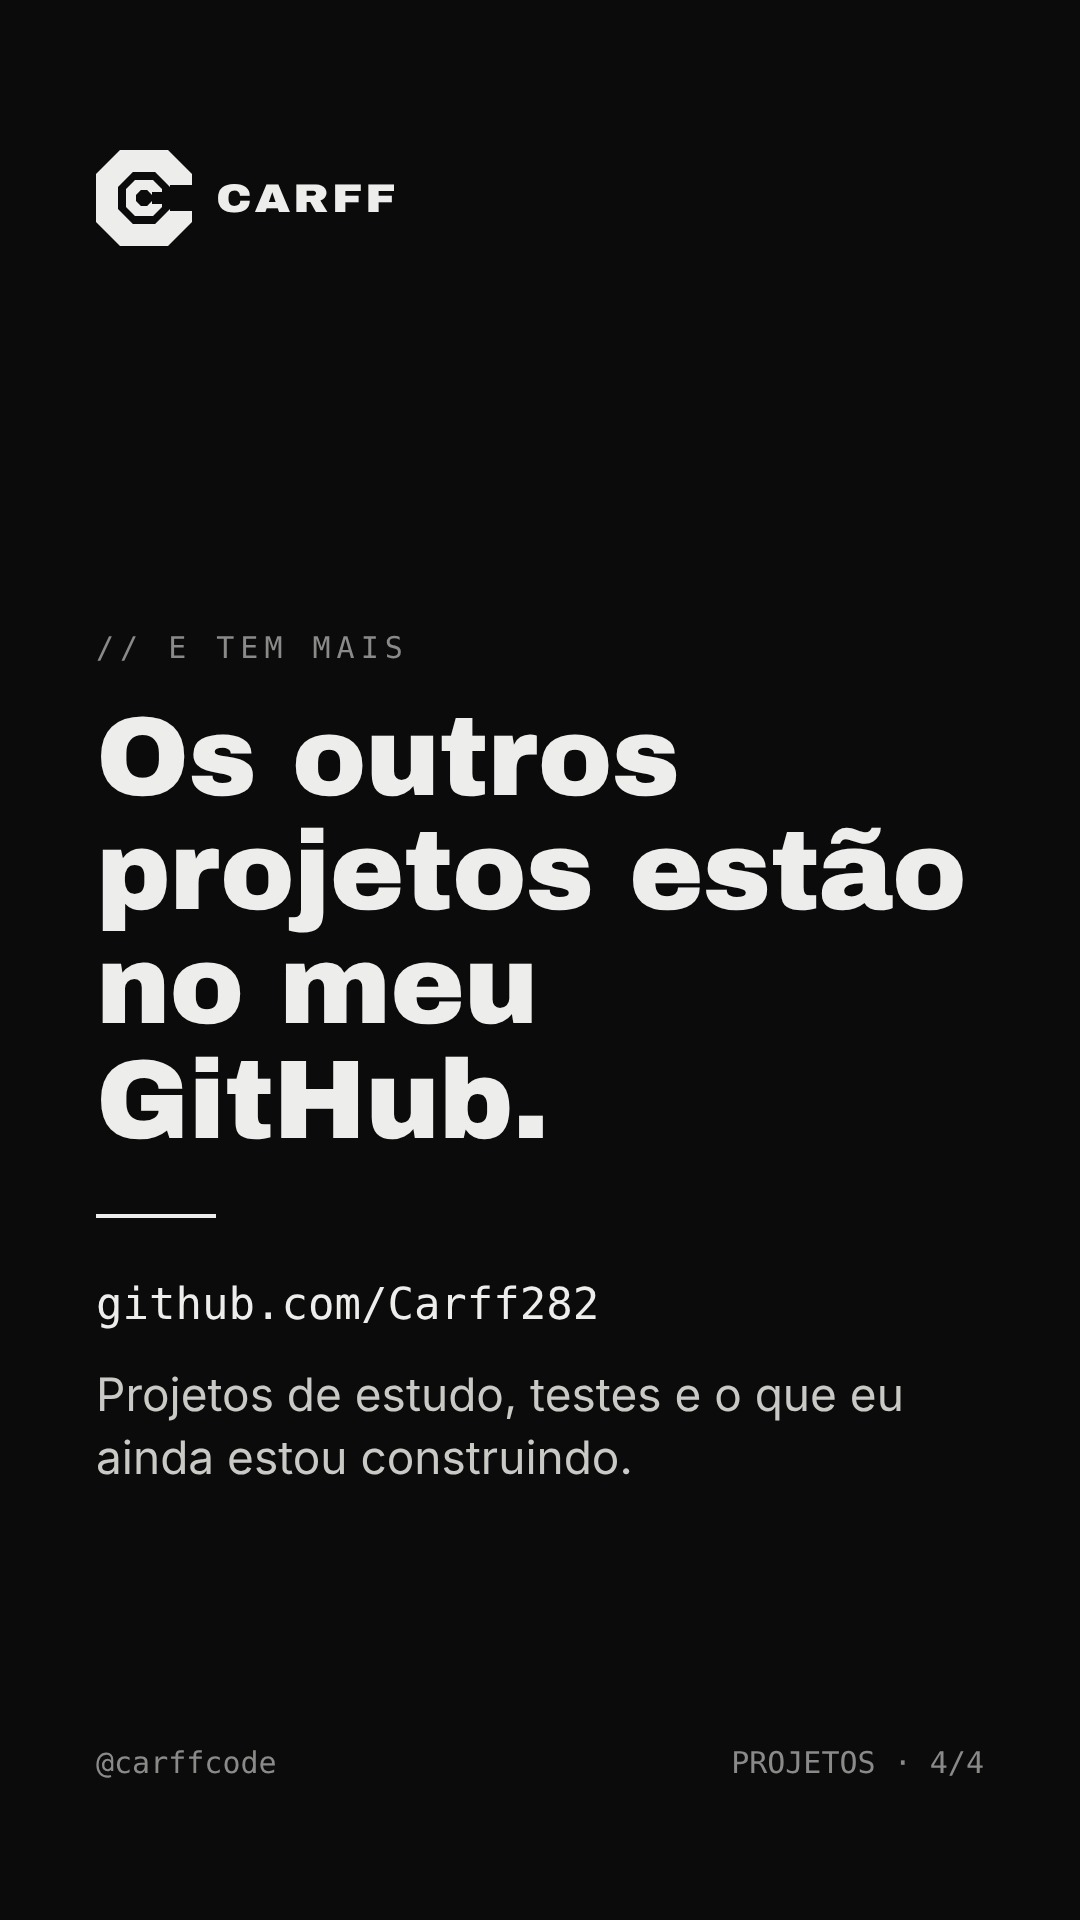 CARFF
// E TEM MAIS
Os outros
projetos estão
no meu
GitHub.
github.com/Carff282
Projetos de estudo, testes e o que eu
ainda estou construindo.
@carffcode
PROJETOS · 4/4